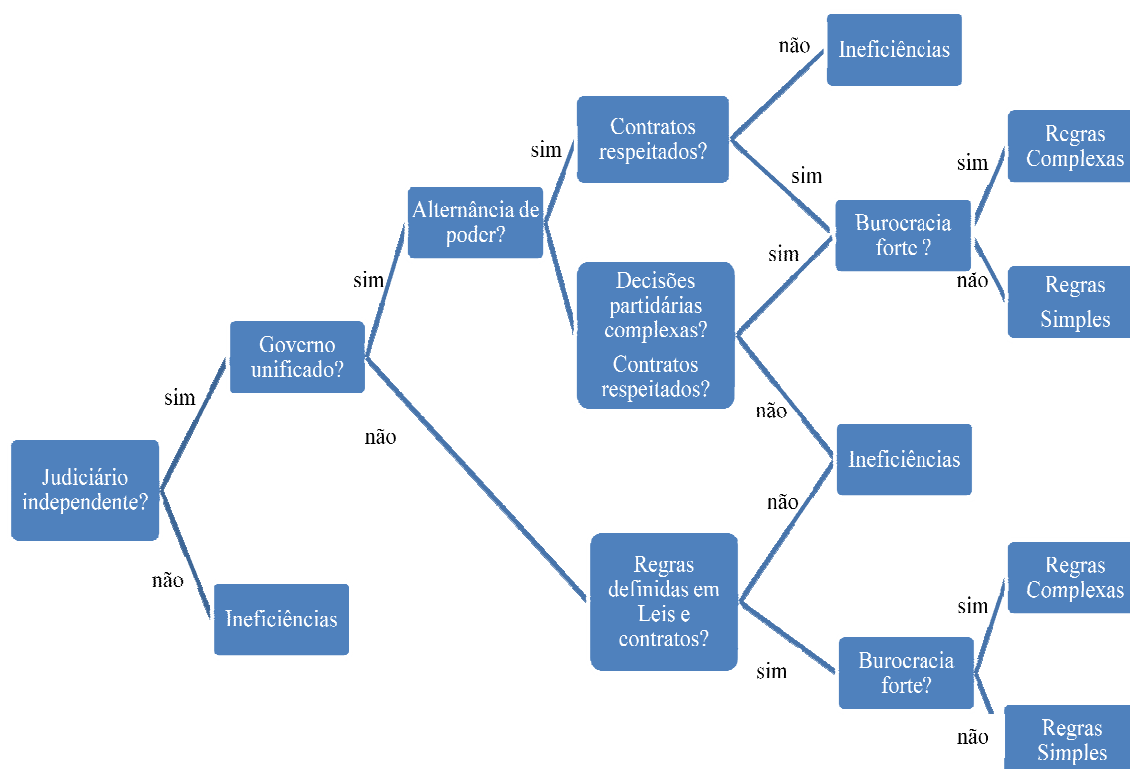 não
Ineficiências
Contratos
respeitados?
sim
sim
Regras
Complexas
sim
Alternância de
poder?
Burocracia
forte ?
sim
não
Decisões
partidárias
complexas?
Contratos
respeitados?
Regras
Simples
sim
Governo
unificado?
sim
não
não
Ineficiências
Judiciário
independente?
não
não
Ineficiências
Regras
definidas em
Leis e
contratos?
sim
Burocracia
forte?
sim
Regras
Complexas
não
Regras
Simples